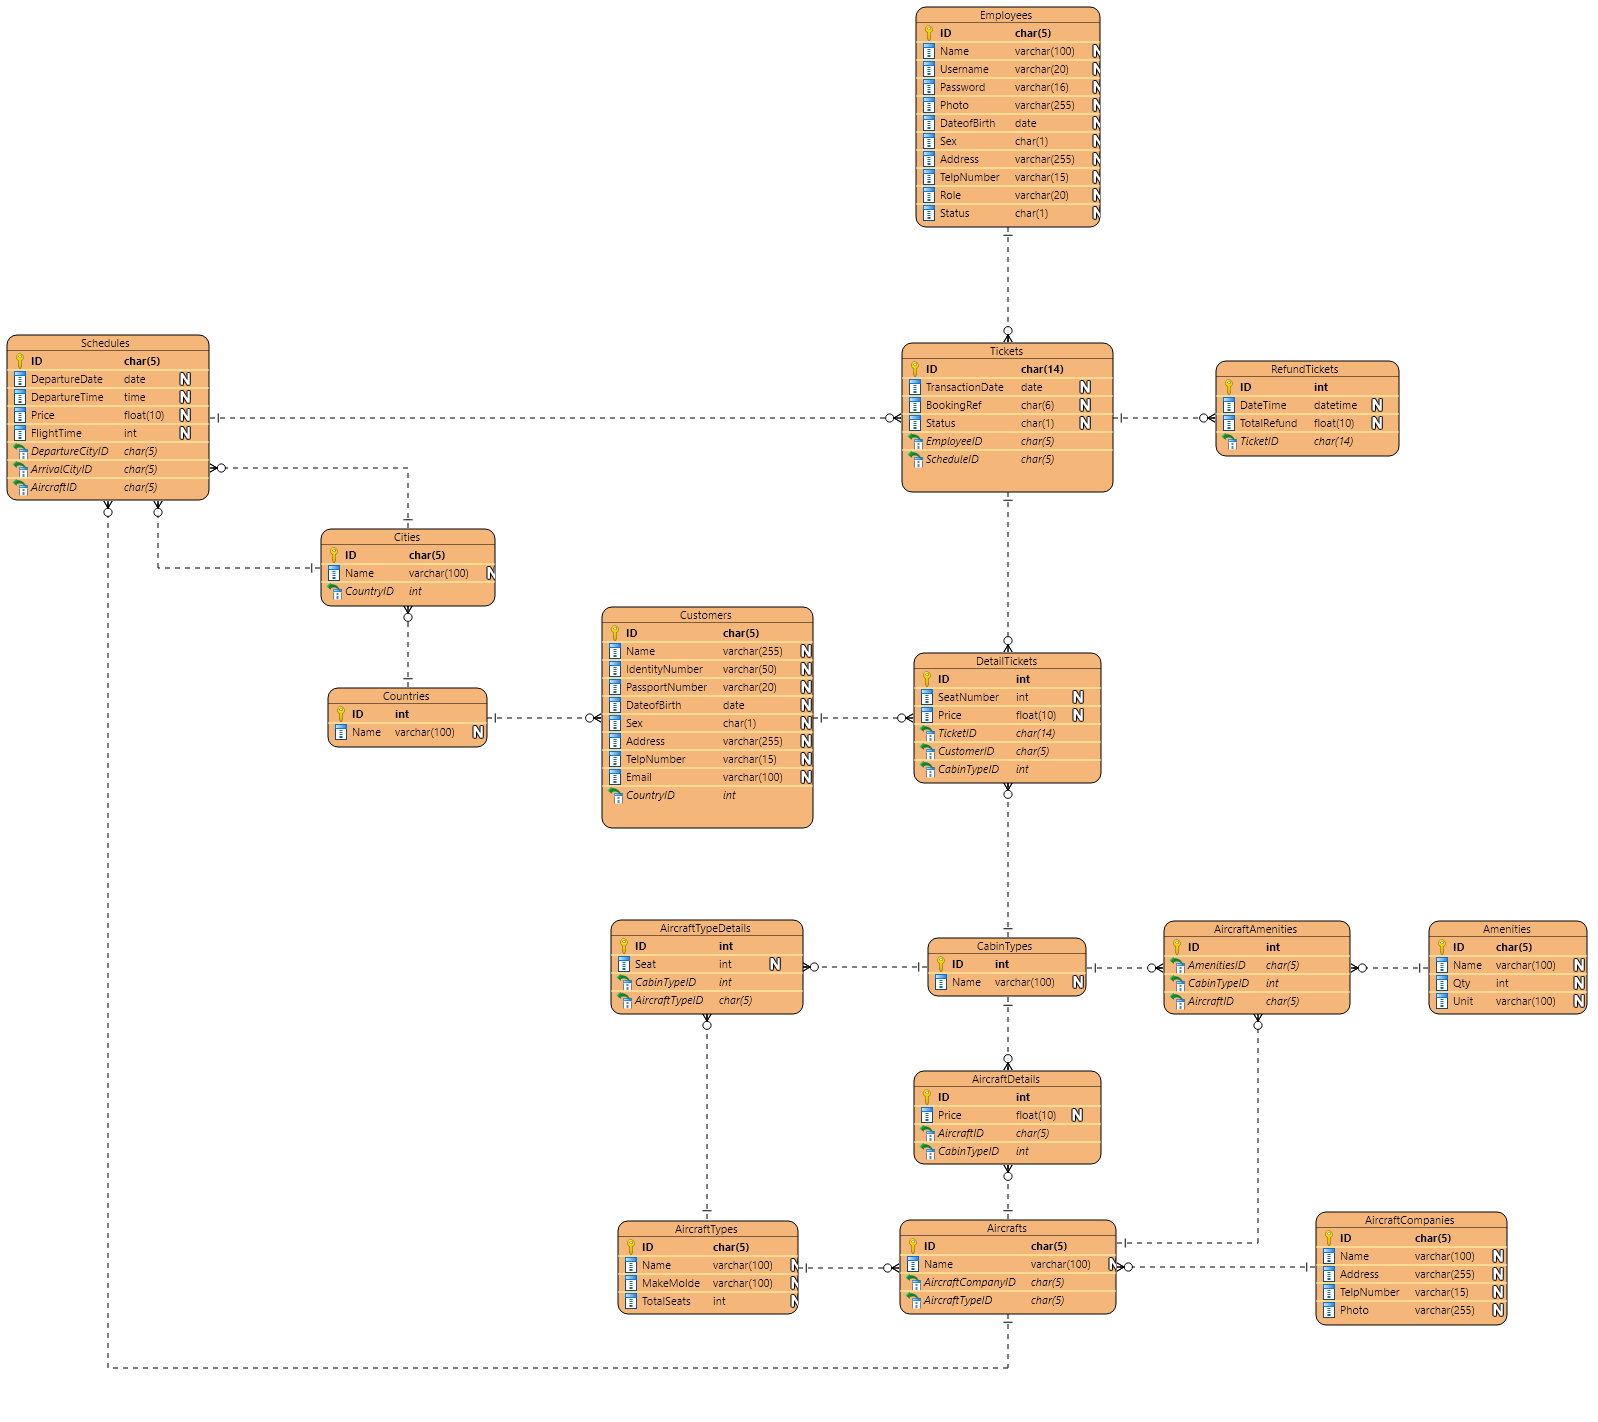 Employees
ID char(5)
Name varchar(100) N
Username varchar(20) N
Password varchar(16) N
Photo varchar(255) N
DateofBirth date N
Sex char(1) N
Address varchar(255) N
TelpNumber varchar(15) N
Role varchar(20) N
Status char(1) N
Schedules
ID char(5)
DepartureDate date N
DepartureTime time N
Price float(10) N
FlightTime int N
DepartureCityID char(5)
ArrivalCityID char(5)
AircraftID char(5)
Tickets
ID char(14)
TransactionDate date N
BookingRef char(6) N
Status char(1) N
EmployeeID char(5)
ScheduleID char(5)
RefundTickets
ID int
DateTime datetime N
TotalRefund float(10) N
TicketID char(14)
Cities
ID char(5)
Name varchar(100) N
CountryID int
Customers
ID char(5)
Name varchar(255) N
IdentityNumber varchar(50) N
PassportNumber varchar(20) N
DateofBirth date N
Sex char(1) N
Address varchar(255) N
TelpNumber varchar(15) N
Email varchar(100) N
CountryID int
Countries
ID int
Name varchar(100) N
DetailTickets
ID int
SeatNumber int N
Price float(10) N
TicketID char(14)
CustomerID char(5)
CabinTypeID int
AircraftTypeDetails
ID int
Seat int N
CabinTypeID int
AircraftTypeID char(5)
CabinTypes
ID int
Name varchar(100) N
AircraftAmenities
ID int
AmenitiesID char(5)
CabinTypeID int
AircraftID char(5)
Amenities
ID char(5)
Name varchar(100) N
Qty int N
Unit varchar(100) N
AircraftDetails
ID int
Price float(10) N
AircraftID char(5)
CabinTypeID int
AircraftTypes
ID char(5)
Name varchar(100) N
MakeMolde varchar(100) N
TotalSeats int N
Aircrafts
ID char(5)
Name varchar(100) N
AircraftCompanyID char(5)
AircraftTypeID char(5)
AircraftCompanies
ID char(5)
Name varchar(100) N
Address varchar(255) N
TelpNumber varchar(15) N
Photo varchar(255) N